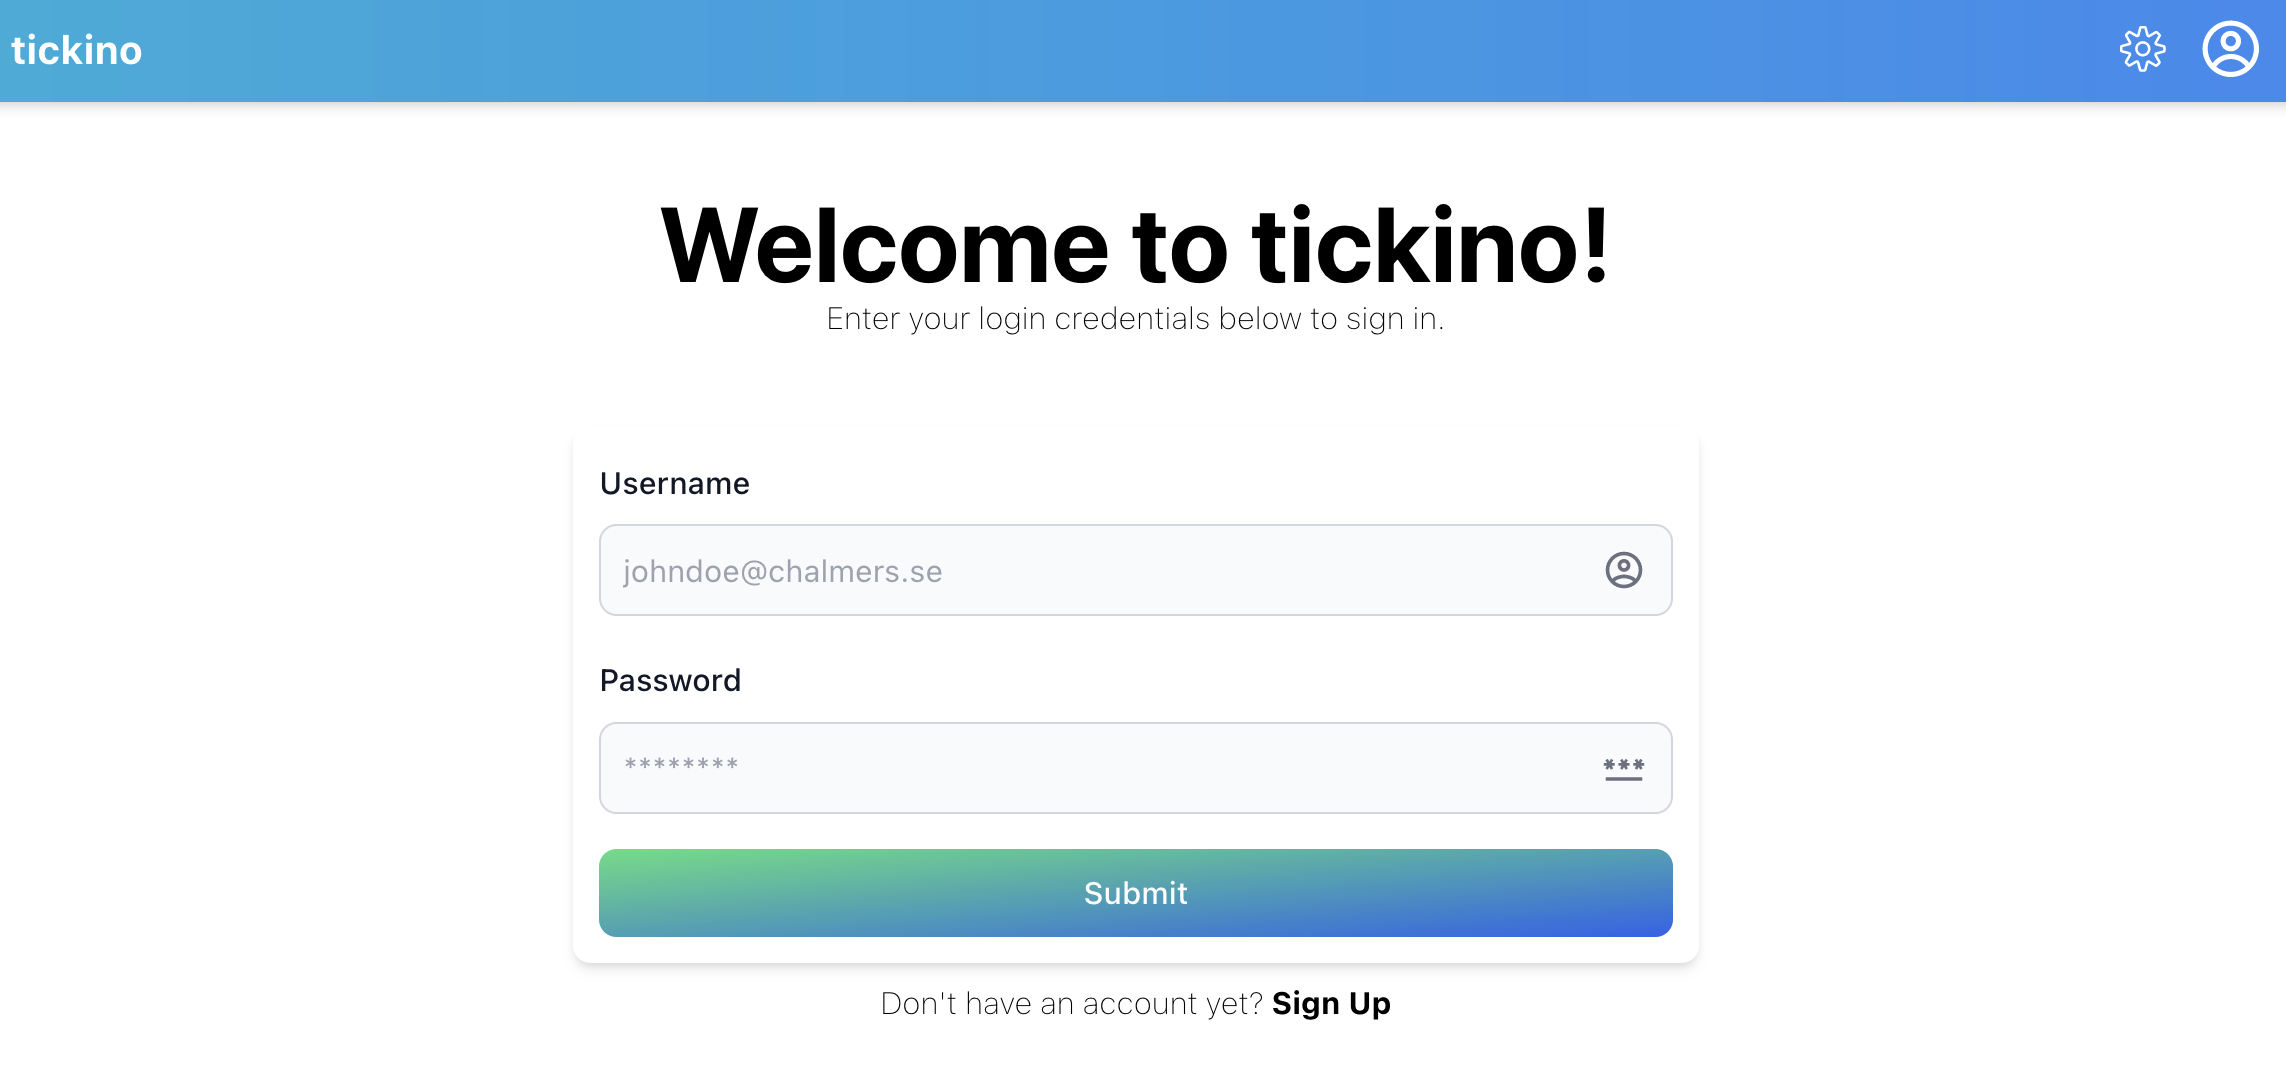 tickino
Welcome to tickino!
Enter your login credentials below to sign in.
Username
johndoe@chalmers.se
Password
********
***
Submit
Don't have an account yet? Sign Up